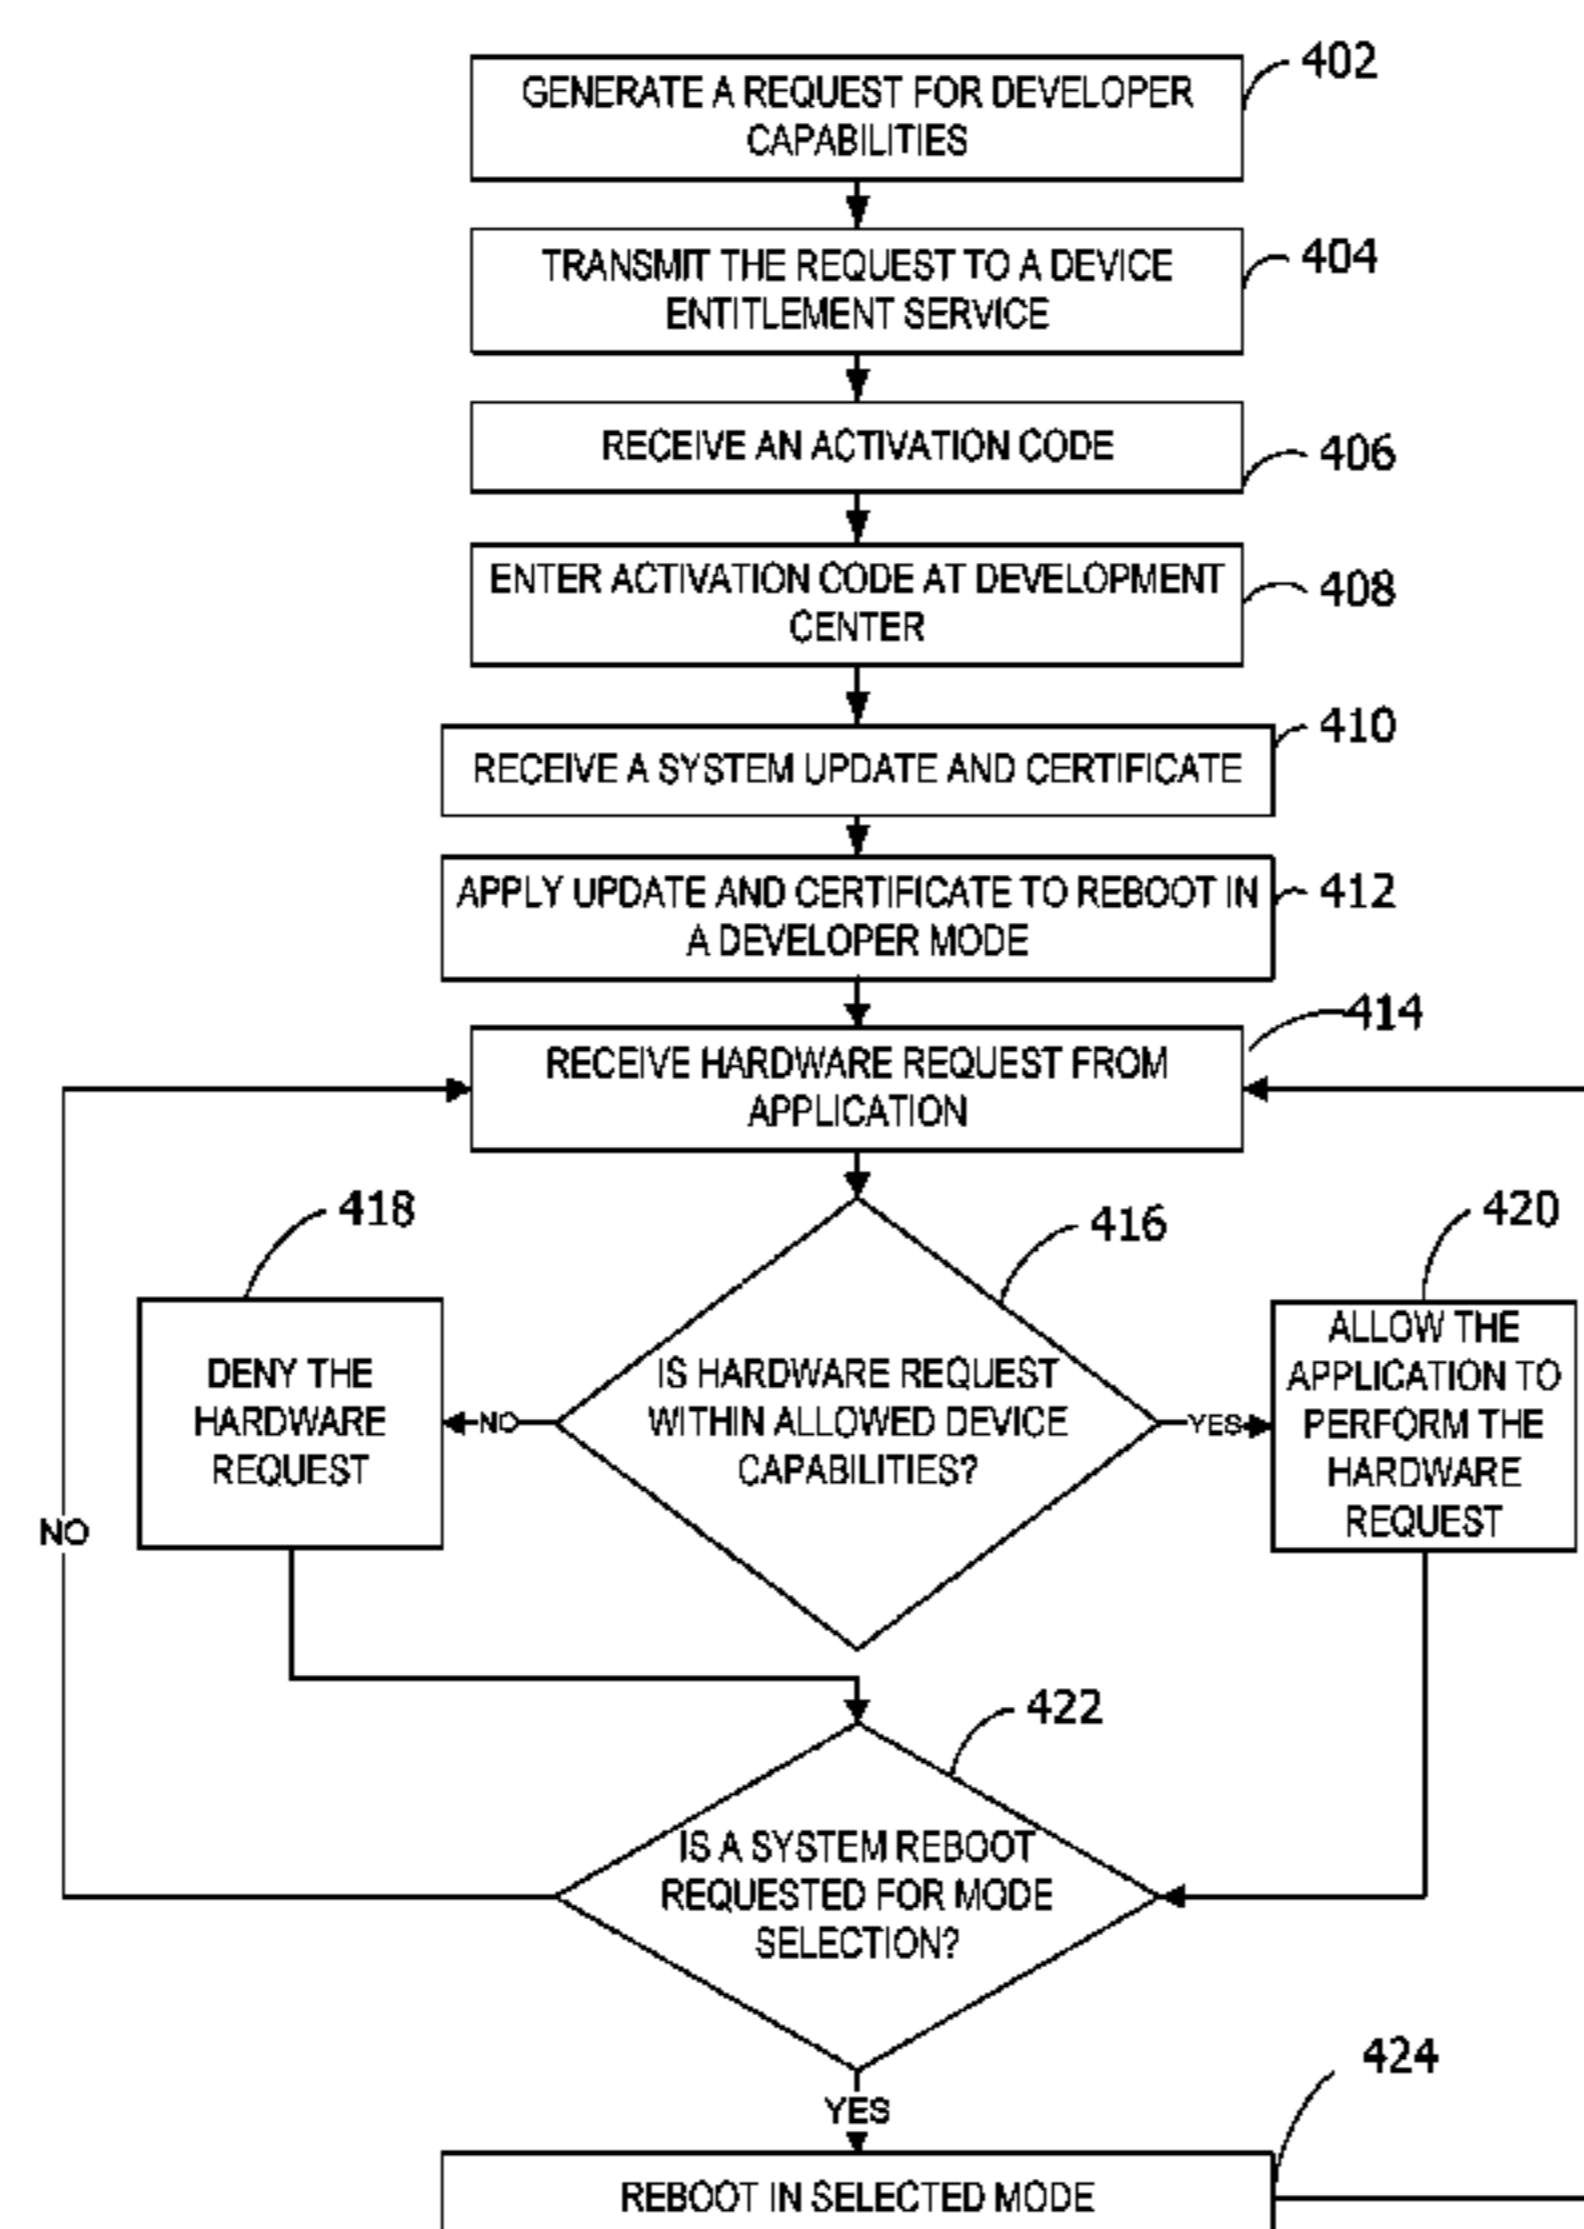 402
GENERATE A REQUEST FOR DEVELOPER
CAPABILITIES
404
TRANSMIT THE REQUEST TO A DEVICE
ENTITLEMENT SERVICE
RECEIVE AN ACTIVATION CODE
406
ENTER ACTIVATION CODE AT DEVELOPMENT
CENTER
408
410
RECEIVE A SYSTEM UPDATE AND CERTIFICATE
APPLY UPDATE AND CERTIFICATE TO REBOOT IN
A DEVELOPER MODE
412
414
RECEIVE HARDWARE REQUEST FROM
APPLICATION
418
416
420
DENY THE
HARDWARE
REQUEST
NO
IS HARDWARE REQUEST
WITHIN ALLOWED DEVICE
CAPABILITIES?
YES
ALLOW THE
APPLICATION TO
PERFORM THE
HARDWARE
REQUEST
NO
422
IS A SYSTEM REBOOT
REQUESTED FOR MODE
SELECTION?
424
YES
REBOOT IN SELECTED MODE